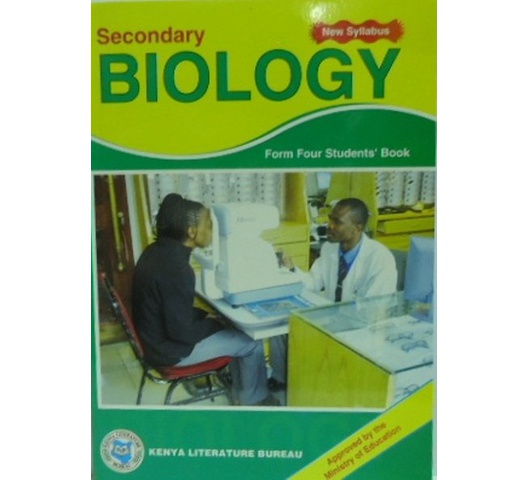 Secondary
New Syllabus
BIOLOGY
Form Four Students' Book
KENYA LITERATURE BUREAU
Approved by the
Ministry of Education